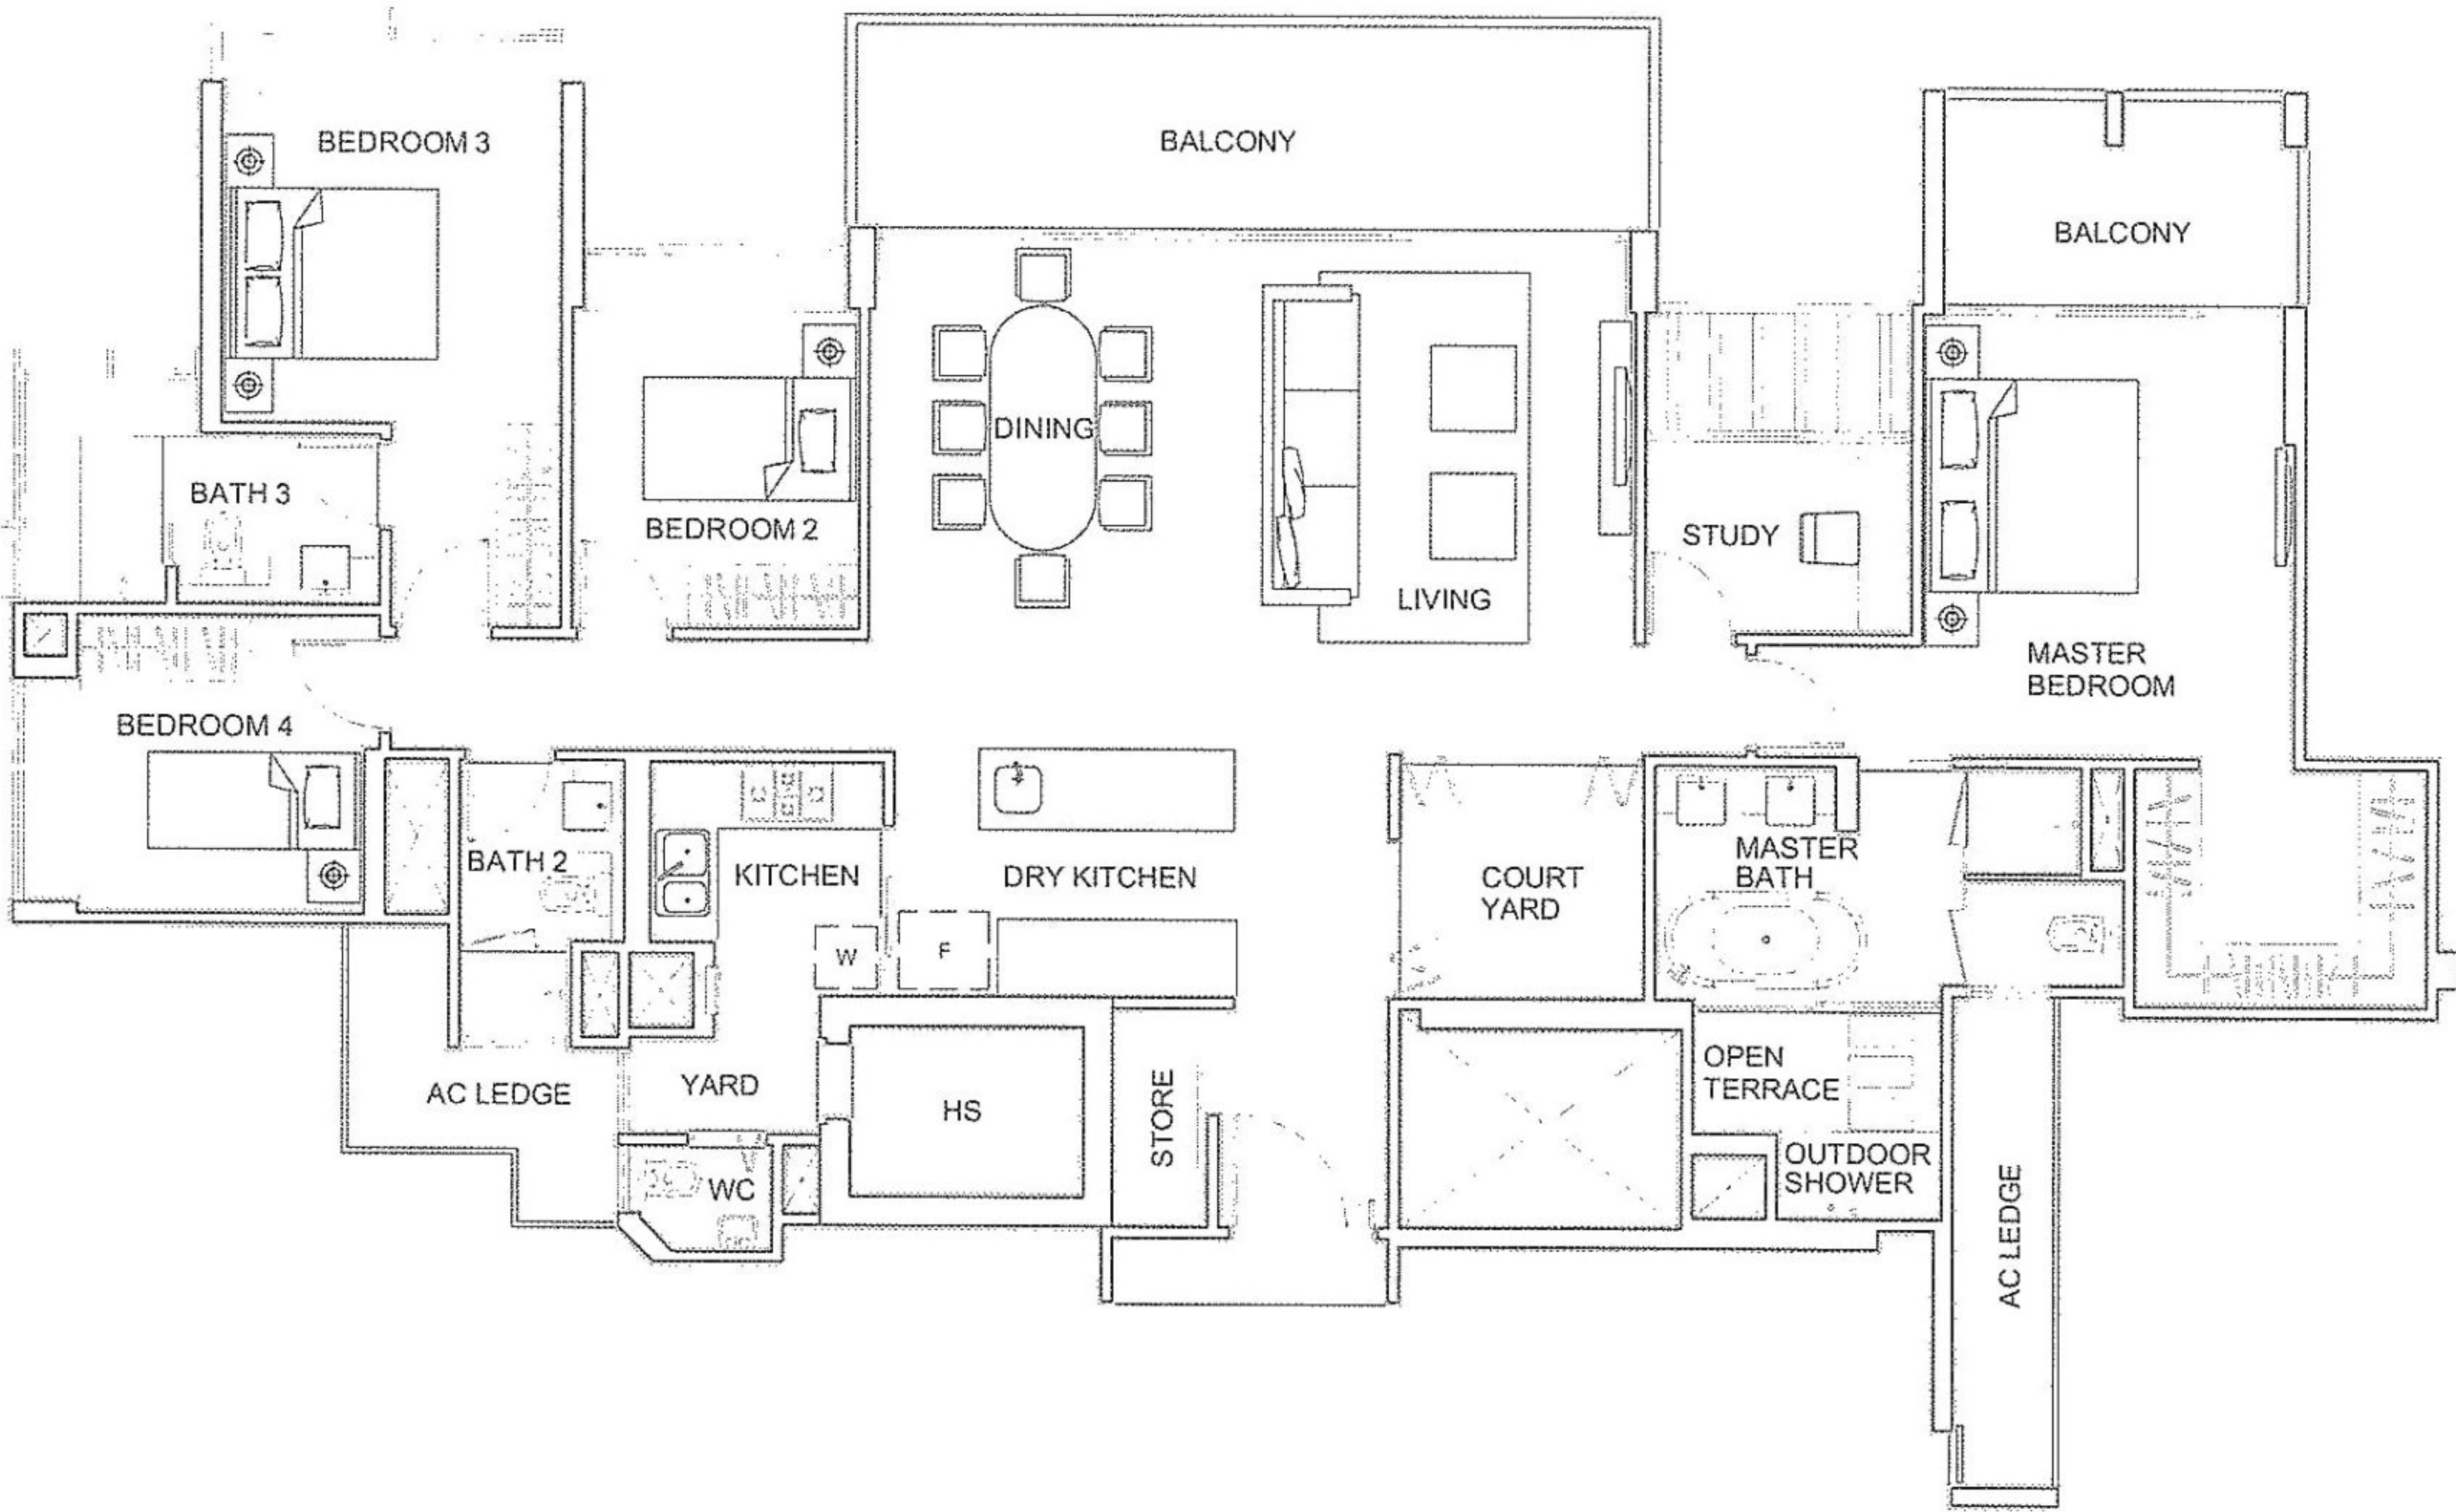 BEDROOM 3
BALCONY
BALCONY
DINING
BATH 3
BEDROOM 2
STUDY
LIVING
MASTER
BEDROOM
BEDROOM 4
BATH 2
KITCHEN
DRY KITCHEN
COURT
YARD
MASTER
BATH
W
F
AC LEDGE
YARD
HS
STORE
OPEN
TERRACE
WC
OUTDOOR
SHOWER
AC LEDGE